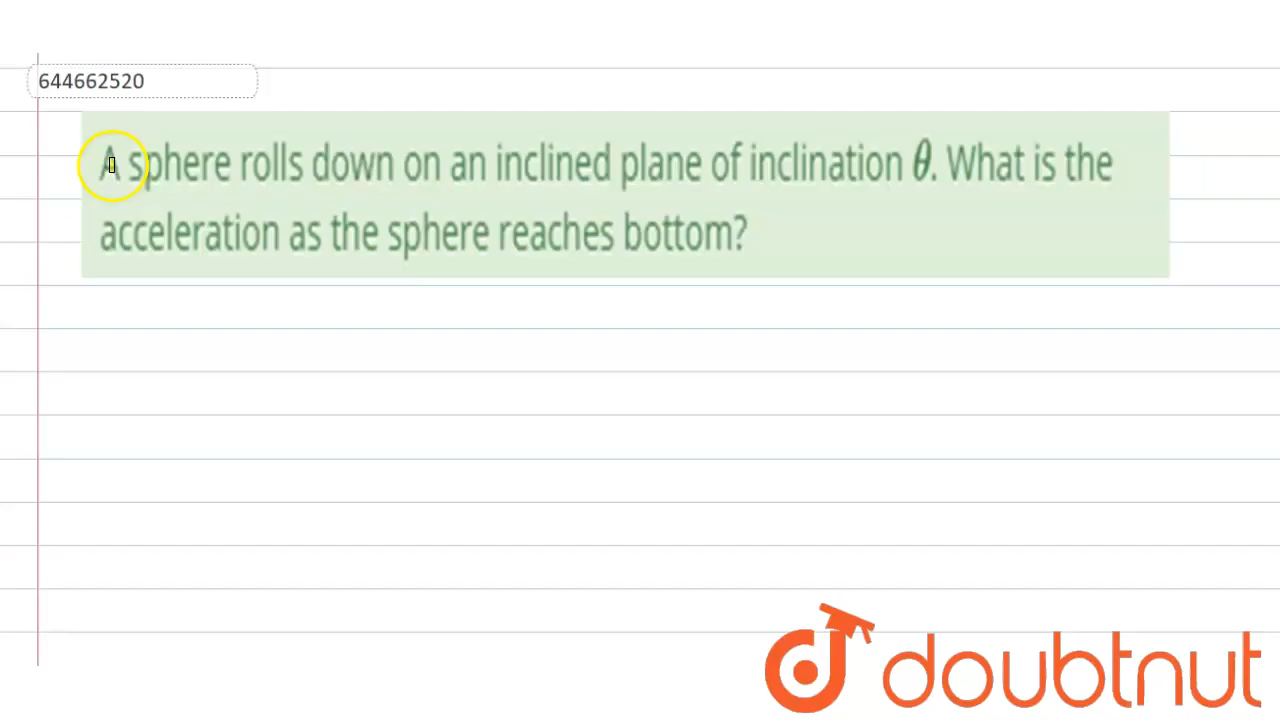 644662520
A sphere rolls down on an inclined plane of inclination θ. What is the
acceleration as the sphere reaches bottom?
doubtnut